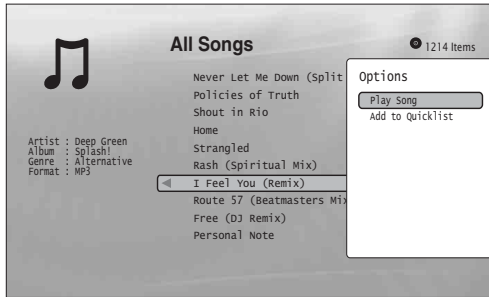 All Songs
1214 Items
Never Let Me Down (Split
Policies of Truth
Shout in Rio
Home
Strangled
Rash (Spiritual Mix)
I Feel You (Remix)
Route 57 (Beatmasters Mix
Free (DJ Remix)
Personal Note
Artist : Deep Green
Album : Splash!
Genre : Alternative
Format : MP3
Options
Play Song
Add to Quicklist